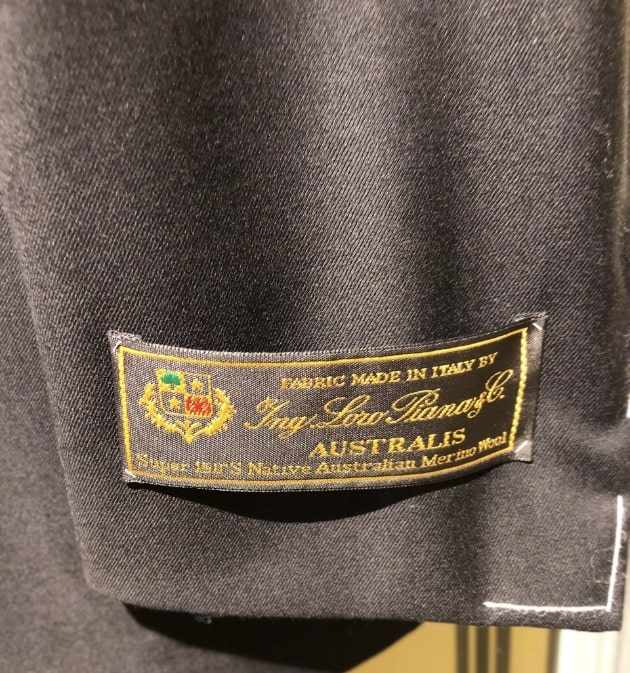 FABRIC MADE IN ITALY BY
Ing. Loro Piana & C.
AUSTRALIS
Super 150'S Native Australian Merino Wool